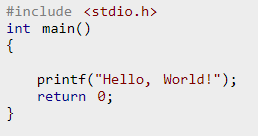 #include <stdio.h>
int main()
{
    printf("Hello, World!");
    return 0;
}